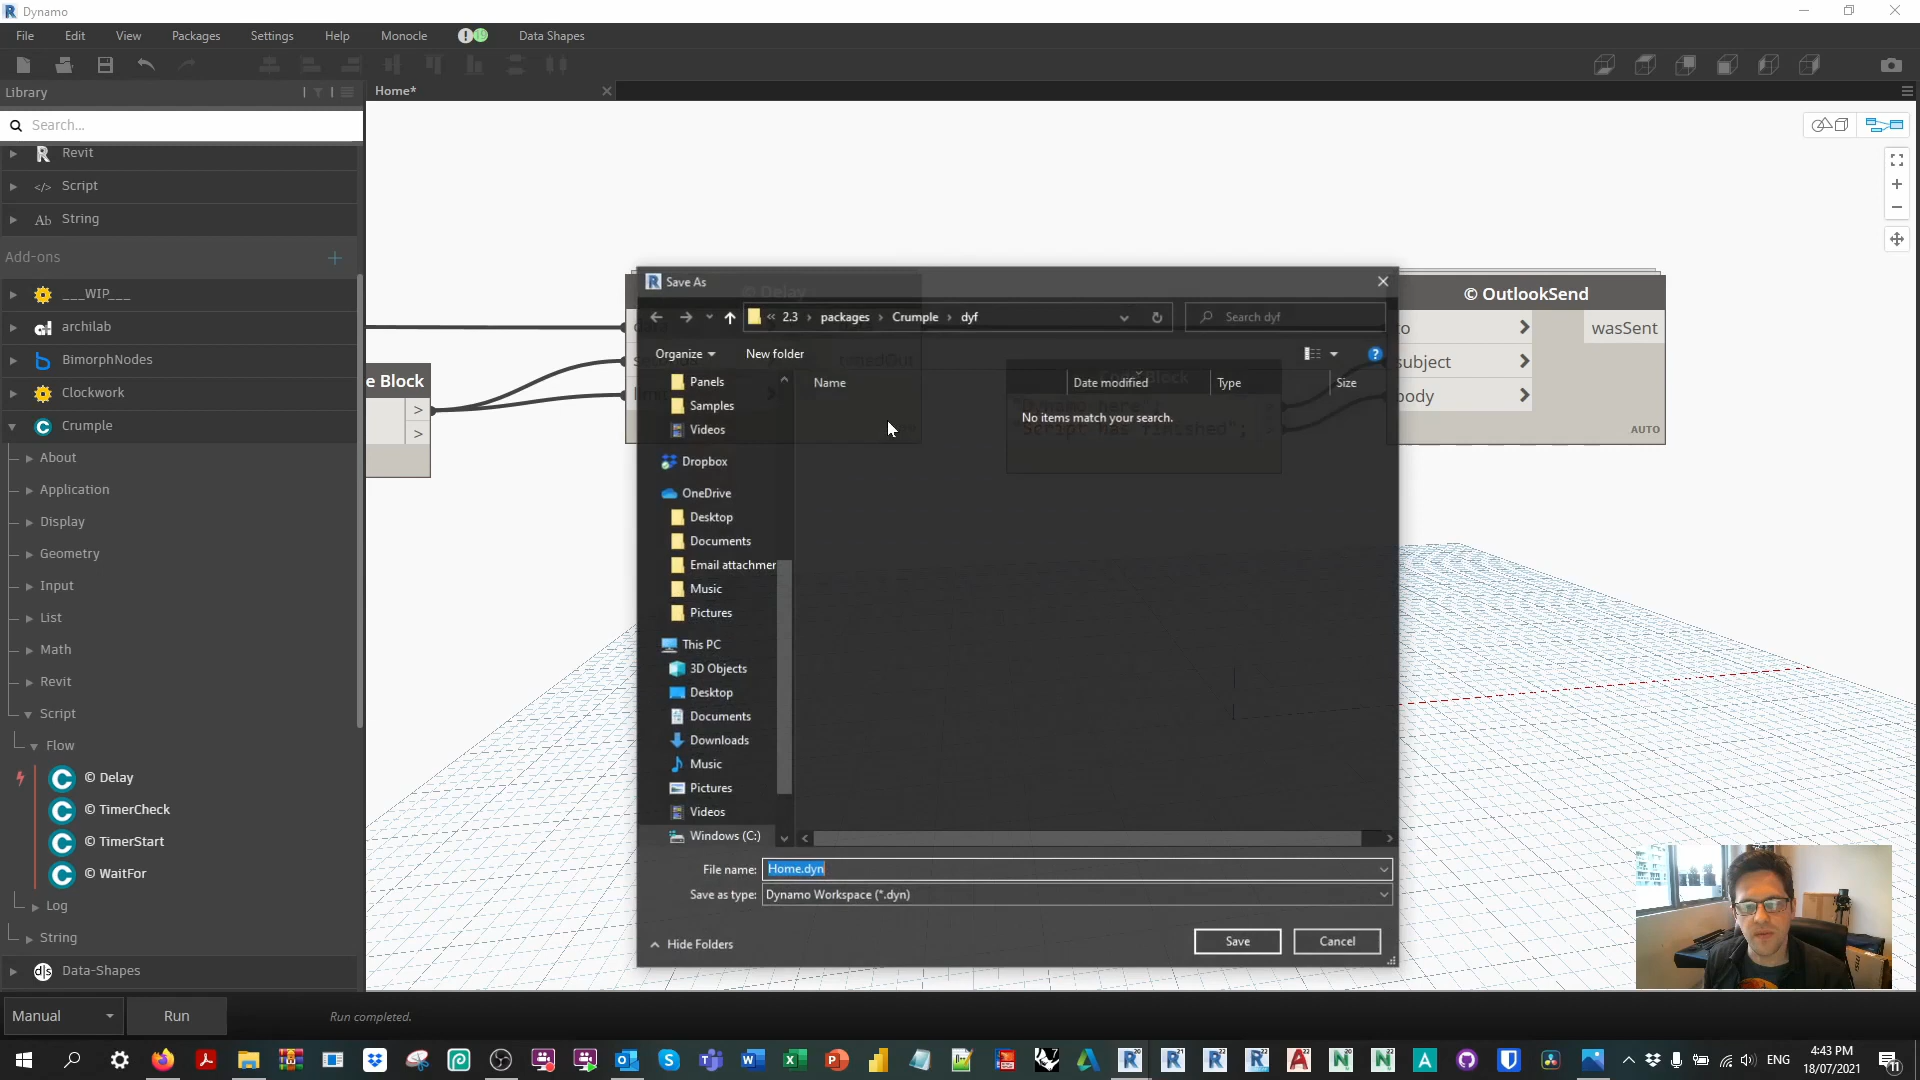 Dynamo
File Edit View Packages Settings Help Monocle Data Shapes
Library
Home*
Search...
Revit
Script
String
Add-ons
___WIP___
archilab
BimorphNodes
Clockwork
Crumple
About
Application
Display
Geometry
Input
List
Math
Revit
Script
Flow
© Delay
© TimerCheck
© TimerStart
© WaitFor
Log
String
Data-Shapes
Manual
Run
Run completed.
e Block
>
>
© Delay
Save As
2.3 › packages › Crumple › dyf
Search dyf
Organize
New folder
Name
Date modified
Type
Size
No items match your search.
"Script has finished";
Panels
Samples
Videos
Dropbox
OneDrive
Desktop
Documents
Email attachmer
Music
Pictures
This PC
3D Objects
Desktop
Documents
Downloads
Music
Pictures
Videos
Windows (C:)
File name: Home.dyn
Save as type: Dynamo Workspace (*.dyn)
Hide Folders
Save
Cancel
© OutlookSend
to
wasSent
subject
body
AUTO
ENG
4:43 PM
18/07/2021